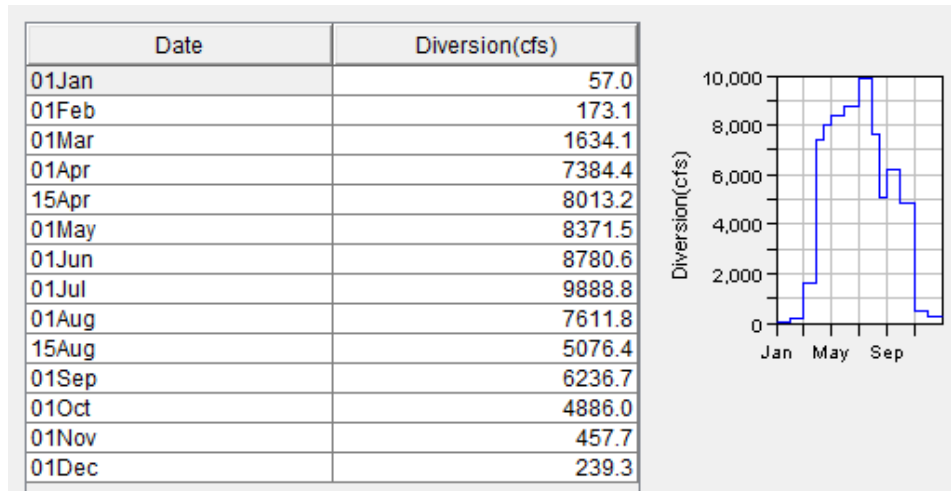 Date Diversion(cfs)
01Jan 57.0
01Feb 173.1
01Mar 1634.1
01Apr 7384.4
15Apr 8013.2
01May 8371.5
01Jun 8780.6
01Jul 9888.8
01Aug 7611.8
15Aug 5076.4
01Sep 6236.7
01Oct 4886.0
01Nov 457.7
01Dec 239.3
Diversion(cfs)
10,000
8,000
6,000
4,000
2,000
0
Jan May Sep